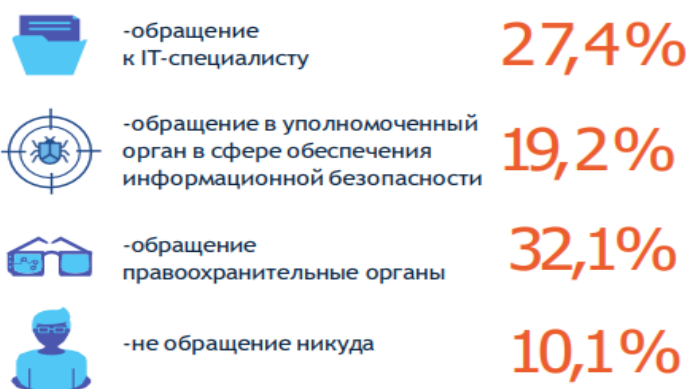 -обращение
к IT-специалисту
27,4%
-обращение в уполномоченный
орган в сфере обеспечения
информационной безопасности
19,2%
-обращение
правоохранительные органы
32,1%
-не обращение никуда
10,1%